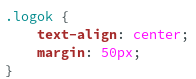 .logok {
    text-align: center;
    margin: 50px;
}